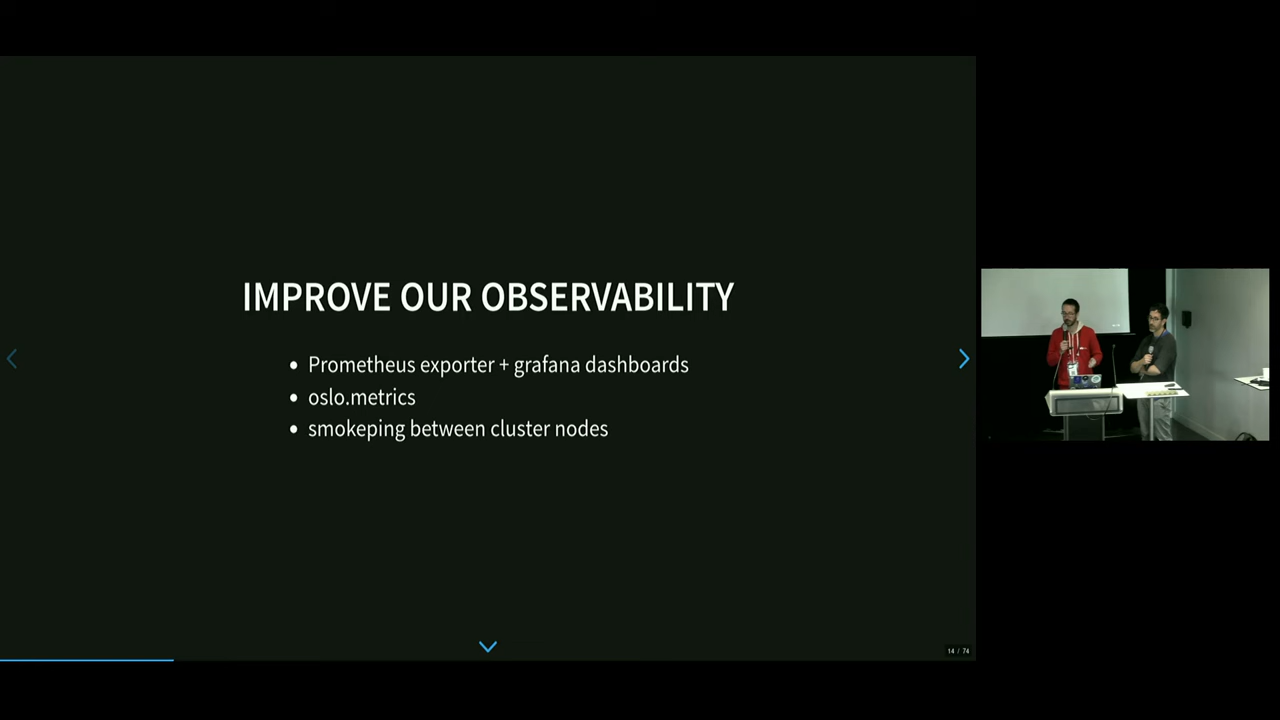 IMPROVE OUR OBSERVABILITY
Prometheus exporter + grafana dashboards
oslo.metrics
smokeping between cluster nodes
14 / 74